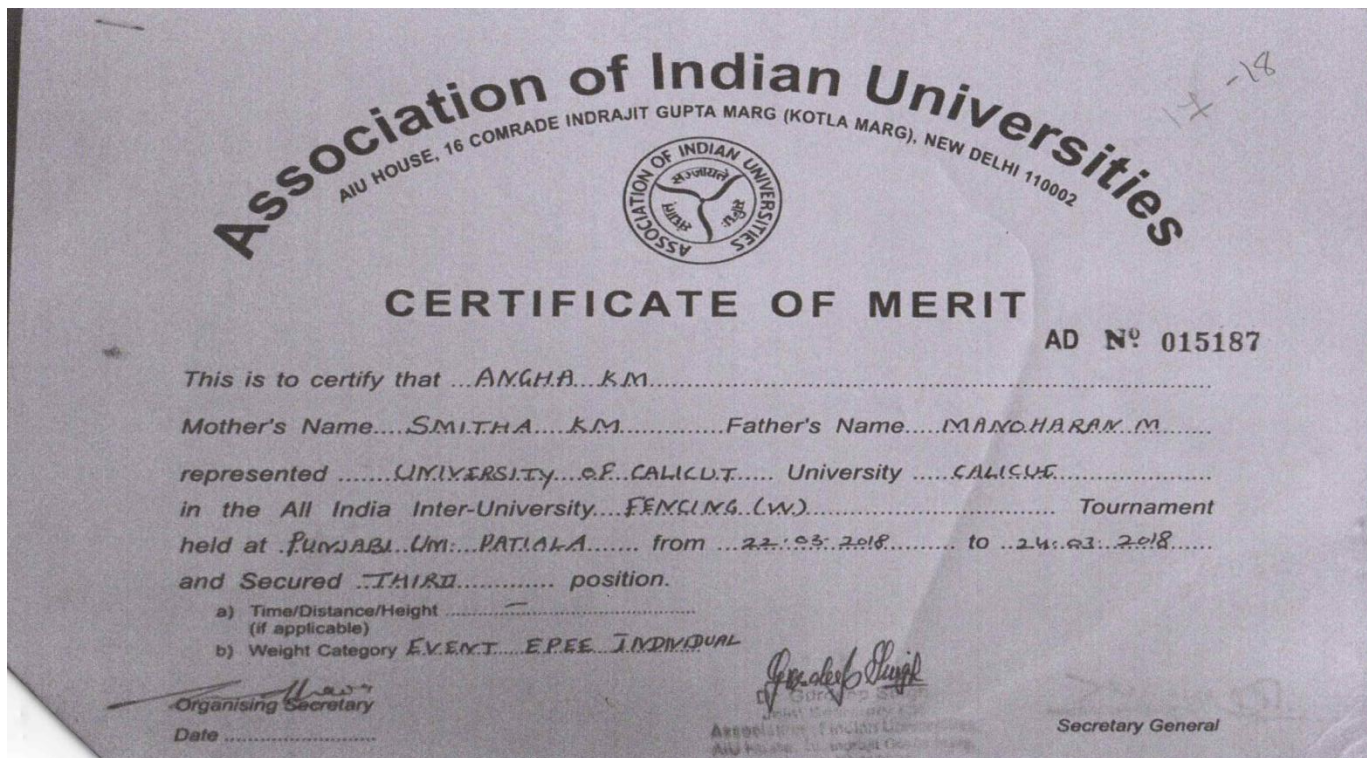 17-18
Association of Indian Universities
AIU HOUSE, 16 COMRADE INDRAJIT GUPTA MARG (KOTLA MARG), NEW DELHI 110002
ASSOCIATION OF INDIAN UNIVERSITIES
CERTIFICATE OF MERIT
AD Nº 015187
This is to certify that ...ANGHA KM...
Mother's Name....SMITHA KM....Father's Name....MANOHARAN M....
represented ....UNIVERSITY OF CALICUT.... University ....CALICUT....
in the All India Inter-University....FENCING (W).... Tournament
held at .PUNJABI UNI: PATIALA.... from ...22.03.2018.... to ..24.03.2018....
and Secured ..THIRD.... position.
a) Time/Distance/Height ....—....
(if applicable)
b) Weight Category EVENT EPEE INDIVIDUAL
Gurdeep Singh
Organising Secretary
Secretary General
Date ....